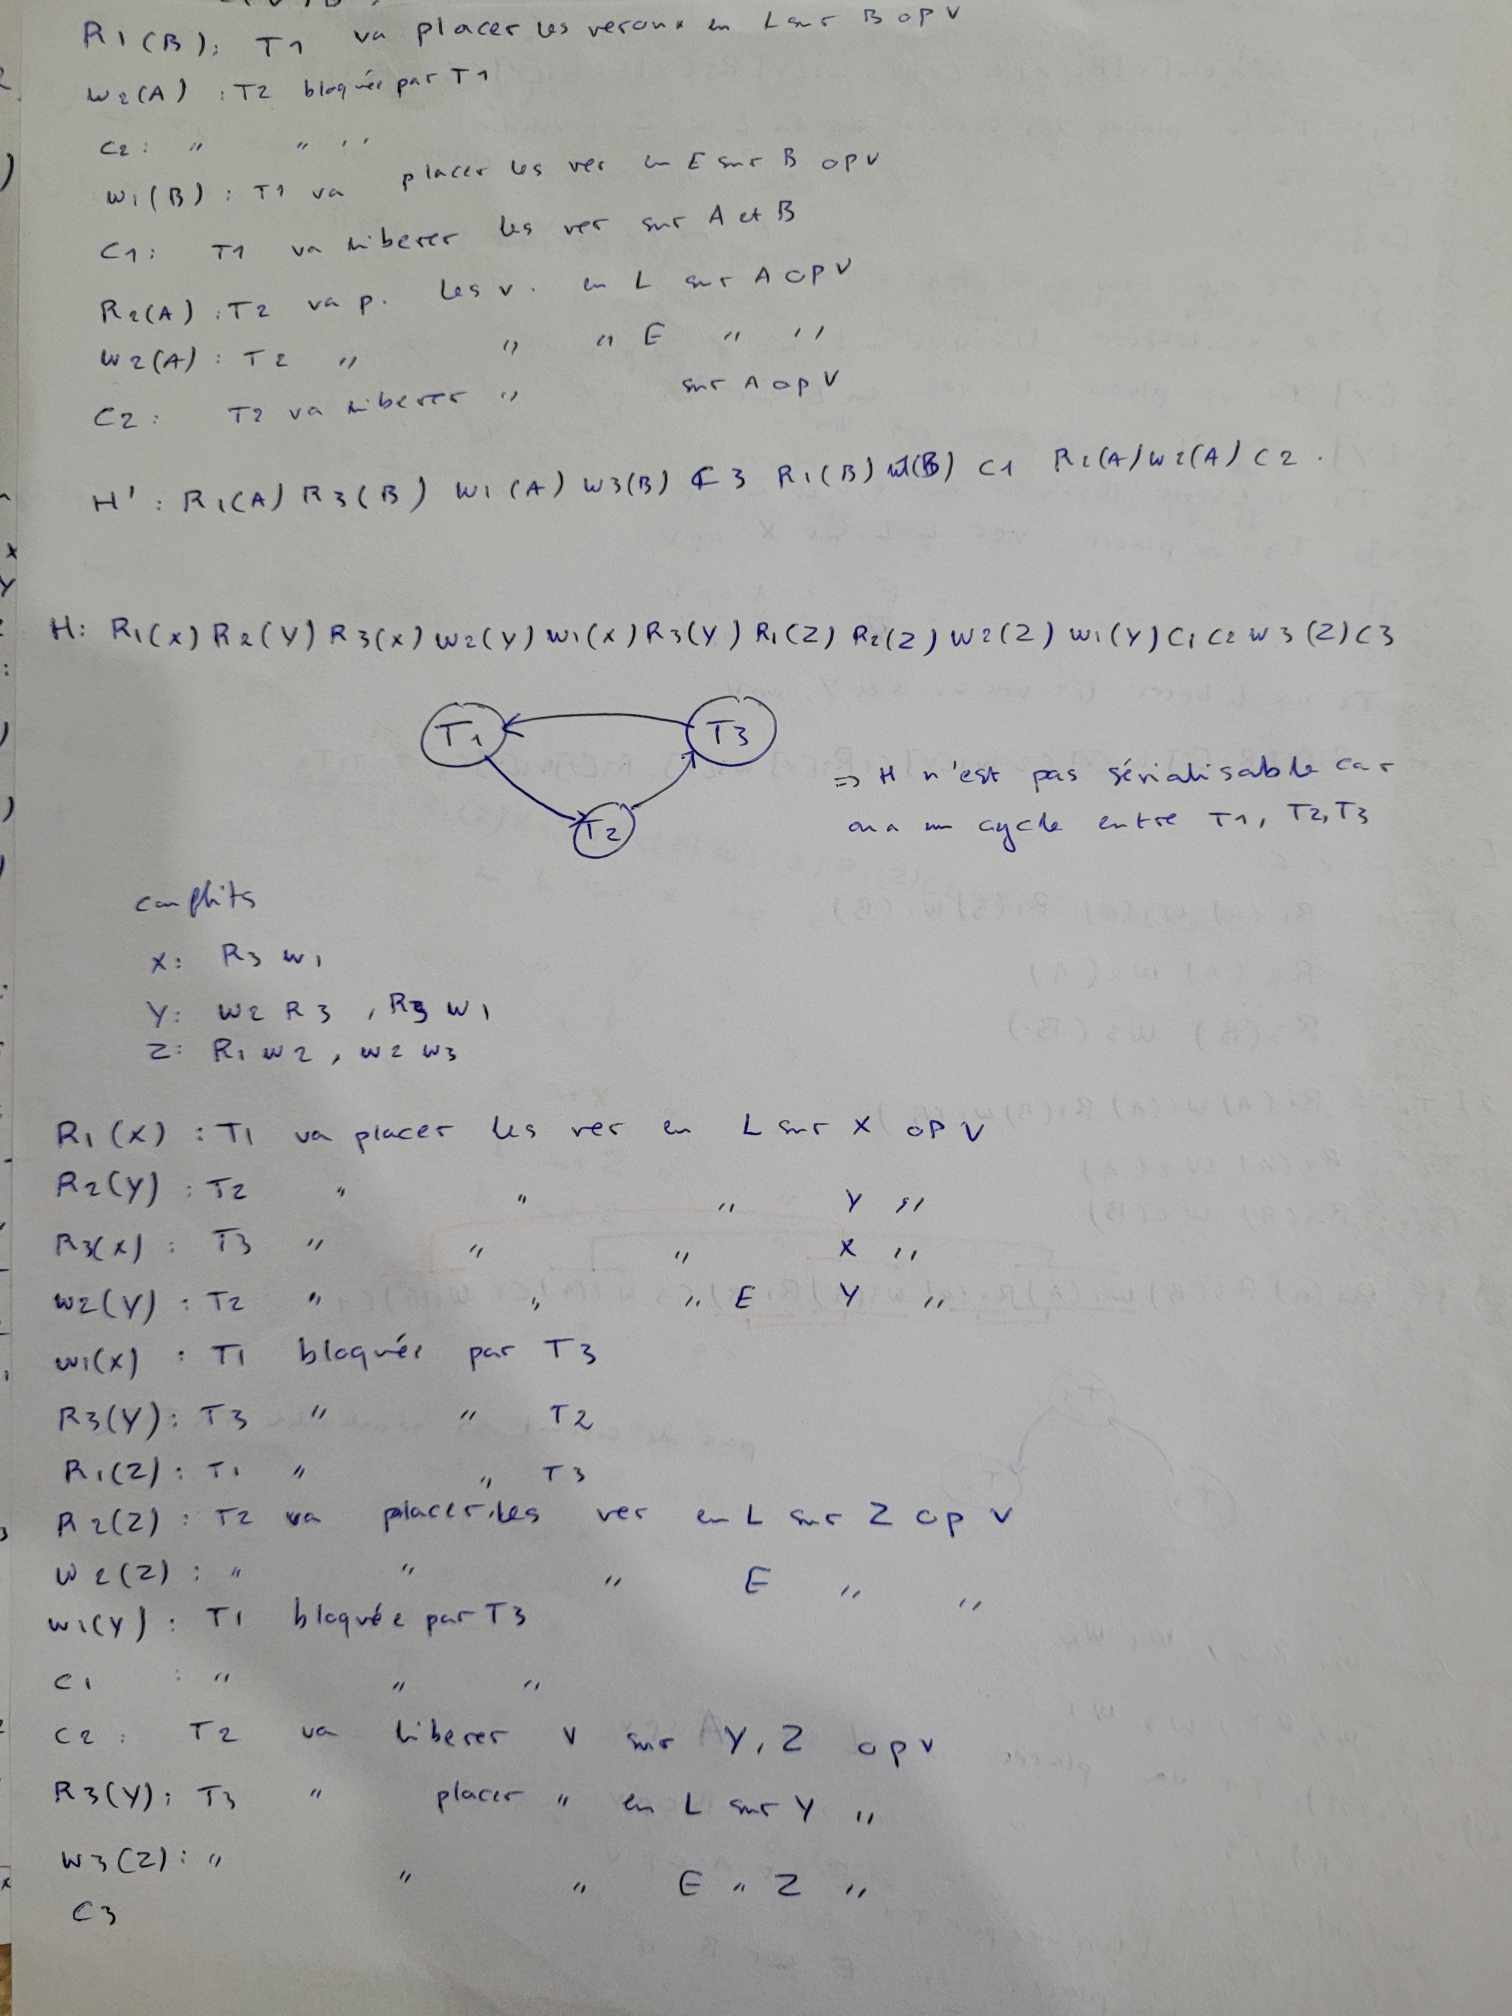 R1(B): T1 va placer les veroux en L sur B op V
W2(A) : T2 bloquée par T1
C2: " " "
W1(B) : T1 va placer les ver en E sur B op V
C1: T1 va liberer les ver sur A et B
R2(A) : T2 va p. les v. en L sur A op V
W2(A) : T2 " " " E " "
C2: T2 va liberer " sur A op V
H' : R1(A) R3(B) W1(A) W3(B) C3 R1(B) W1(B) C1 R2(A) W2(A) C2.
H: R1(X) R2(Y) R3(X) W2(Y) W1(X) R3(Y) R1(Z) R2(Z) W2(Z) W1(Y) C1 C2 W3(Z) C3
T1 T3
T2
=> H n'est pas sérialisable car
on a un cycle entre T1, T2, T3
conflits
X: R3 W1
Y: W2 R3 , R3 W1
Z: R1 W2 , W2 W3
R1(X) : T1 va placer les ver en L sur X op V
R2(Y) : T2 " " " Y "
R3(X) : T3 " " " X "
W2(Y) : T2 " " " E Y "
W1(X) : T1 bloquée par T3
R3(Y) : T3 " " T2
R1(Z) : T1 " " T3
R2(Z) : T2 va placer les ver en L sur Z op V
W2(Z) : " " " E " "
W1(Y) : T1 bloquée par T3
C1 : " " "
C2 : T2 va liberer V sur Y, Z op V
R3(Y) : T3 " placer " en L sur Y "
W3(Z) : " " " E " Z "
C3